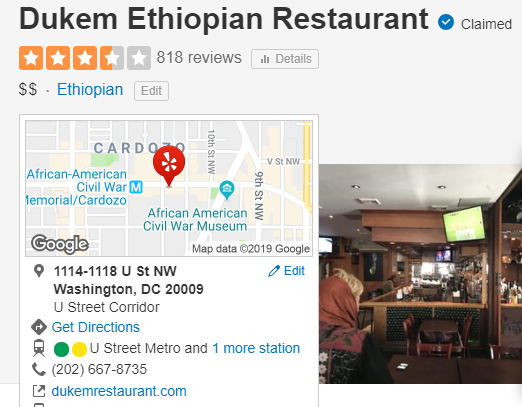 Dukem Ethiopian Restaurant Claimed
818 reviews Details
$$ · Ethiopian Edit
CARDOZO
10th St NW
V St NW
African-American
Civil War M
Memorial/Cardozo
9th St NW
African American
Civil War Museum
Google
Map data ©2019 Google
1114-1118 U St NW Edit
Washington, DC 20009
U Street Corridor
Get Directions
U Street Metro and 1 more station
(202) 667-8735
dukemrestaurant.com